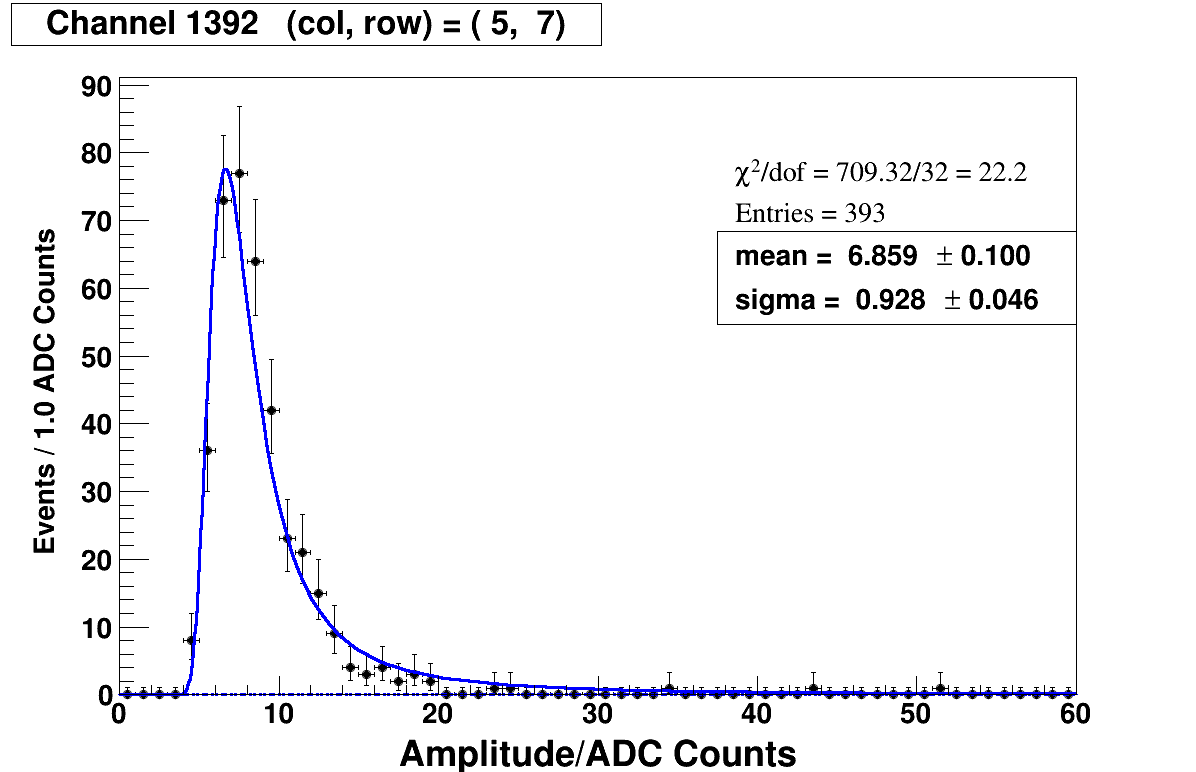 Channel 1392 (col, row) = ( 5, 7)
90
80
70
60
50
40
30
20
10
0
Events / 1.0 ADC Counts
χ²/dof = 709.32/32 = 22.2
Entries = 393
mean = 6.859 ± 0.100
sigma = 0.928 ± 0.046
0 10 20 30 40 50 60
Amplitude/ADC Counts